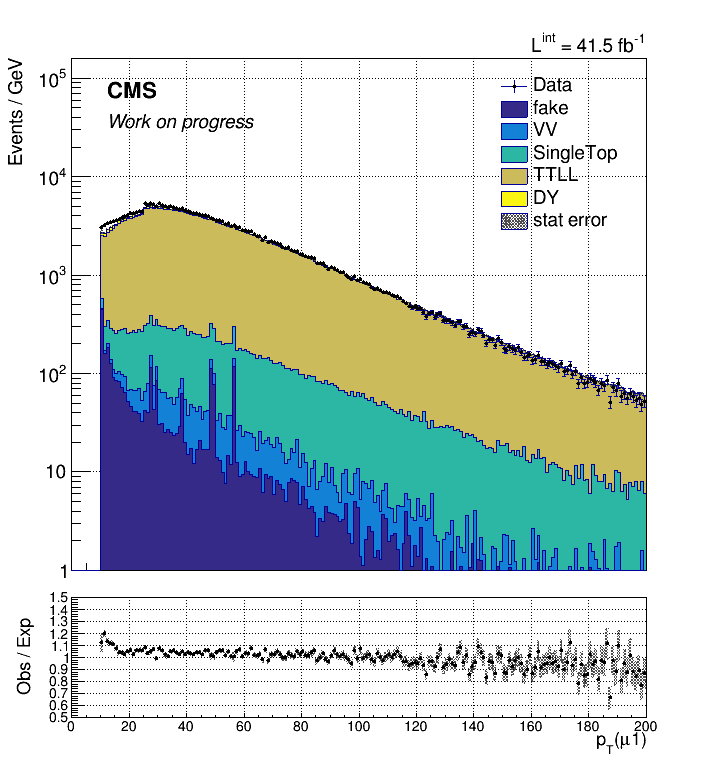 L^int = 41.5 fb^-1
Events / GeV
10^5
10^4
10^3
10^2
10
1
CMS
Work on progress
Data
fake
VV
SingleTop
TTLL
DY
stat error
Obs / Exp
1.5
1.4
1.3
1.2
1.1
1
0.9
0.8
0.7
0.6
0.5
0 20 40 60 80 100 120 140 160 180 200
p_T(μ1)